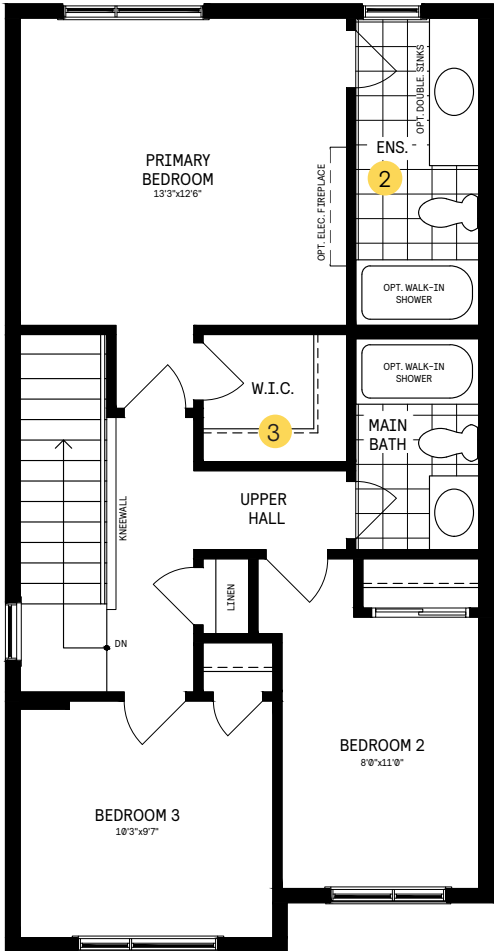 OPT. DOUBLE SINKS
ENS.
2
PRIMARY
BEDROOM
13'3"x12'6"
OPT. ELEC. FIREPLACE
OPT. WALK-IN
SHOWER
OPT. WALK-IN
SHOWER
W.I.C.
3
MAIN
BATH
KNEEWALL
UPPER
HALL
LINEN
DN
BEDROOM 2
8'0"x11'0"
BEDROOM 3
10'3"x9'7"